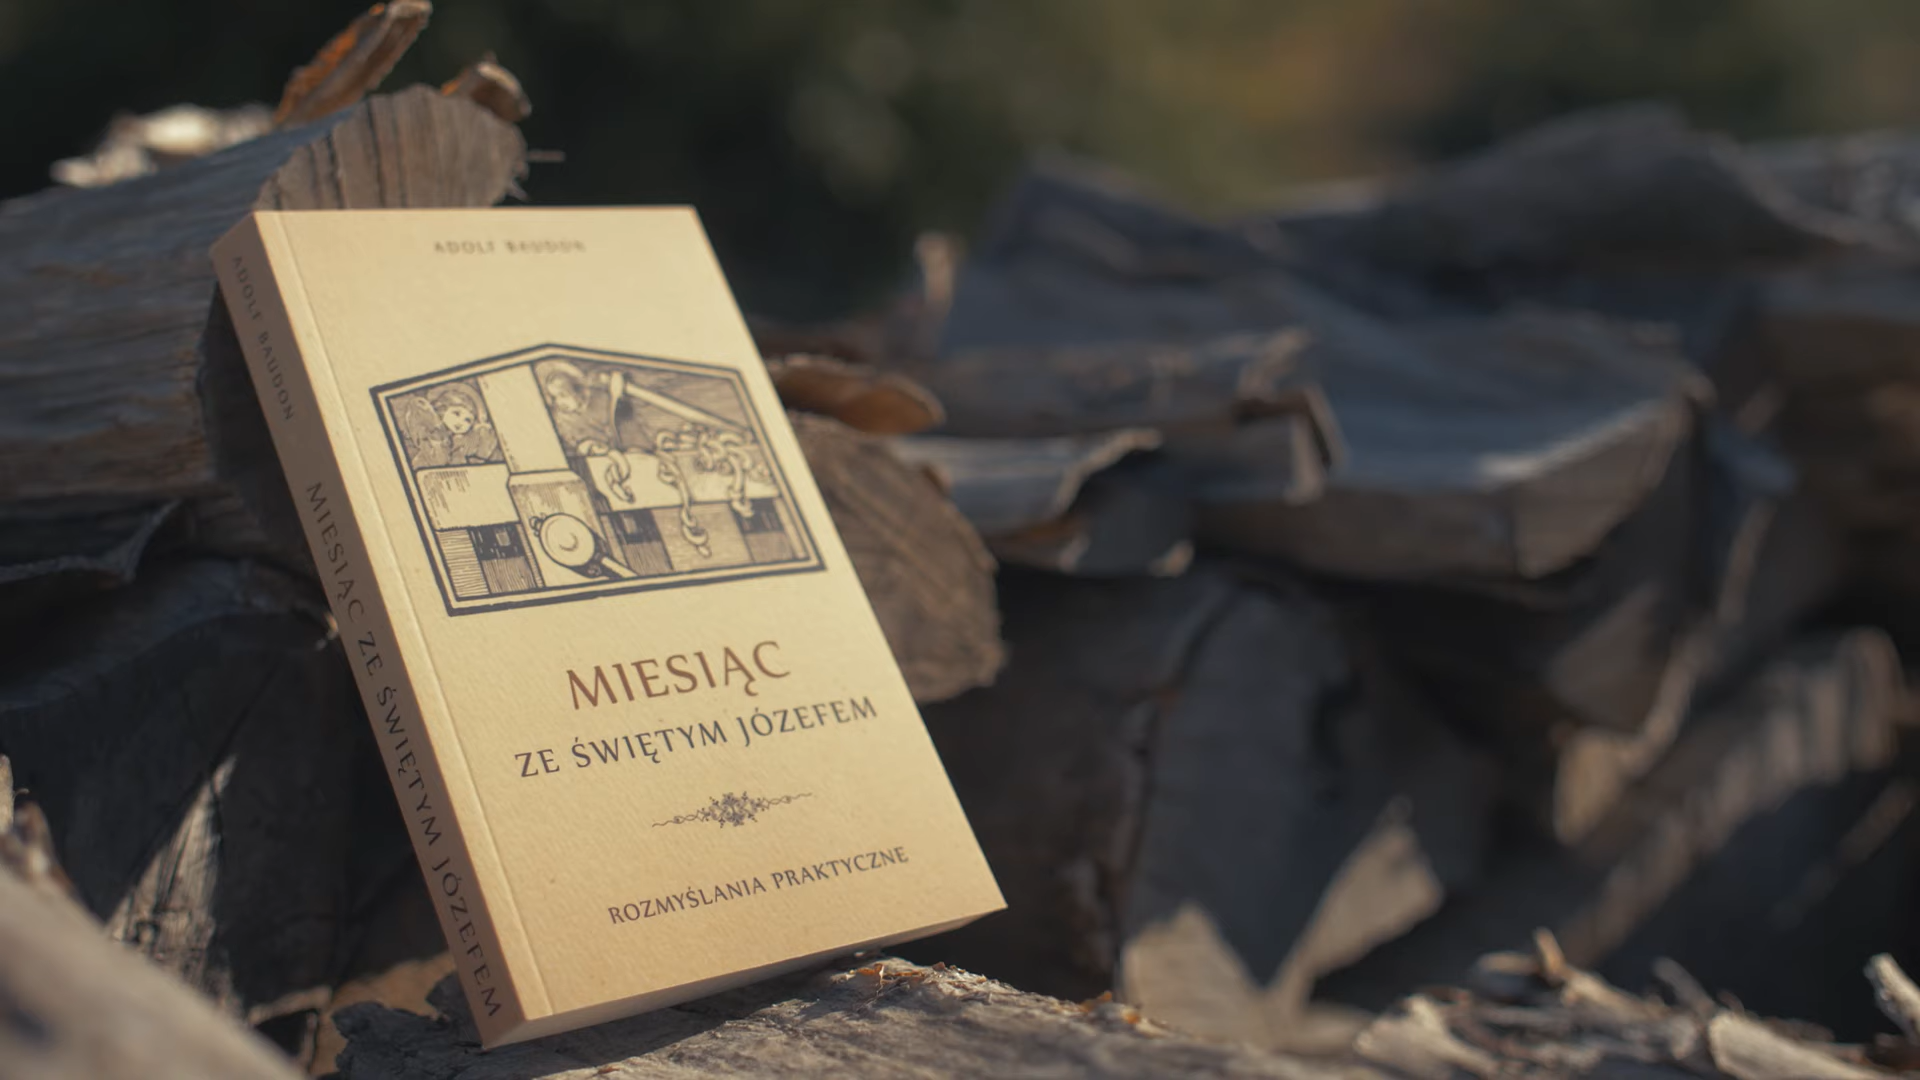 ADOLF BAUDON
MIESIĄC
ZE ŚWIĘTYM JÓZEFEM
ROZMYŚLANIA PRAKTYCZNE
ADOLF BAUDON MIESIĄC ZE ŚWIĘTYM JÓZEFEM